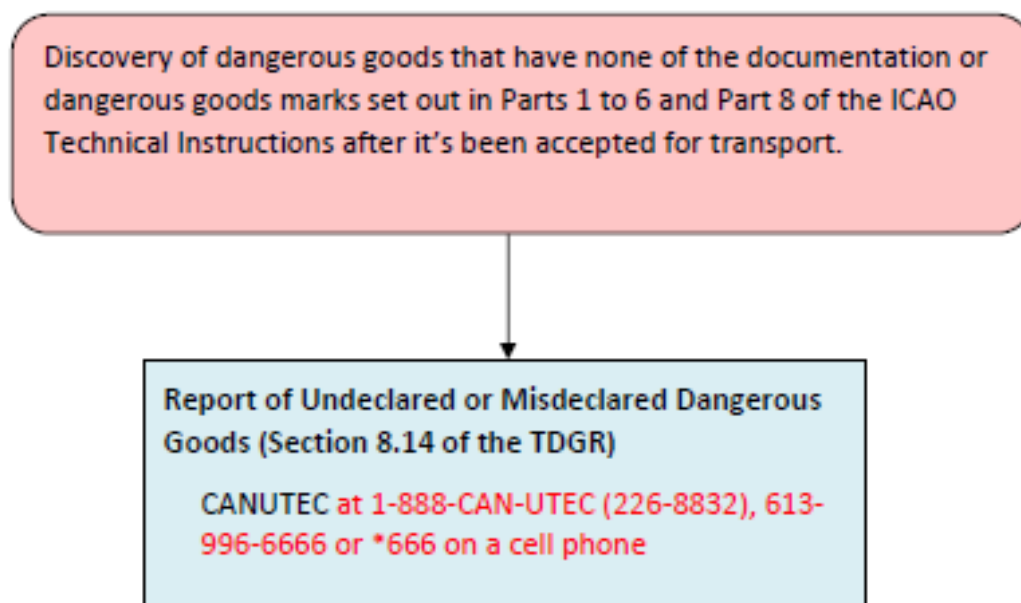 Discovery of dangerous goods that have none of the documentation or
dangerous goods marks set out in Parts 1 to 6 and Part 8 of the ICAO
Technical Instructions after it’s been accepted for transport.
Report of Undeclared or Misdeclared Dangerous
Goods (Section 8.14 of the TDGR)
CANUTEC at 1-888-CAN-UTEC (226-8832), 613-
996-6666 or *666 on a cell phone